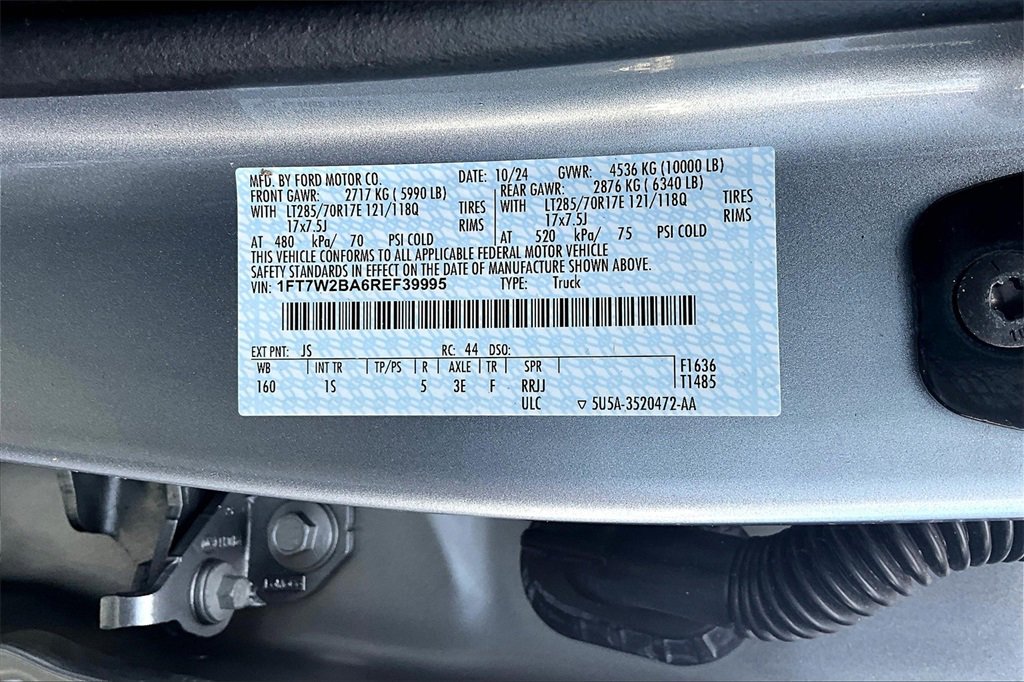 MFD. BY FORD MOTOR CO. DATE: 10/24 GVWR: 4536 KG (10000 LB)
FRONT GAWR: 2717 KG ( 5990 LB) REAR GAWR: 2876 KG ( 6340 LB)
WITH LT285/70R17E 121/118Q TIRES WITH LT285/70R17E 121/118Q TIRES
17x7.5J RIMS 17x7.5J RIMS
AT 480 kPa/ 70 PSI COLD AT 520 kPa/ 75 PSI COLD
THIS VEHICLE CONFORMS TO ALL APPLICABLE FEDERAL MOTOR VEHICLE
SAFETY STANDARDS IN EFFECT ON THE DATE OF MANUFACTURE SHOWN ABOVE.
VIN: 1FT7W2BA6REF39995 TYPE: Truck
EXT PNT: JS RC: 44 DSO:
WB INT TR TP/PS R AXLE TR SPR F1636
160 1S 5 3E F RRJJ T1485
ULC ▽ 5U5A-3520472-AA